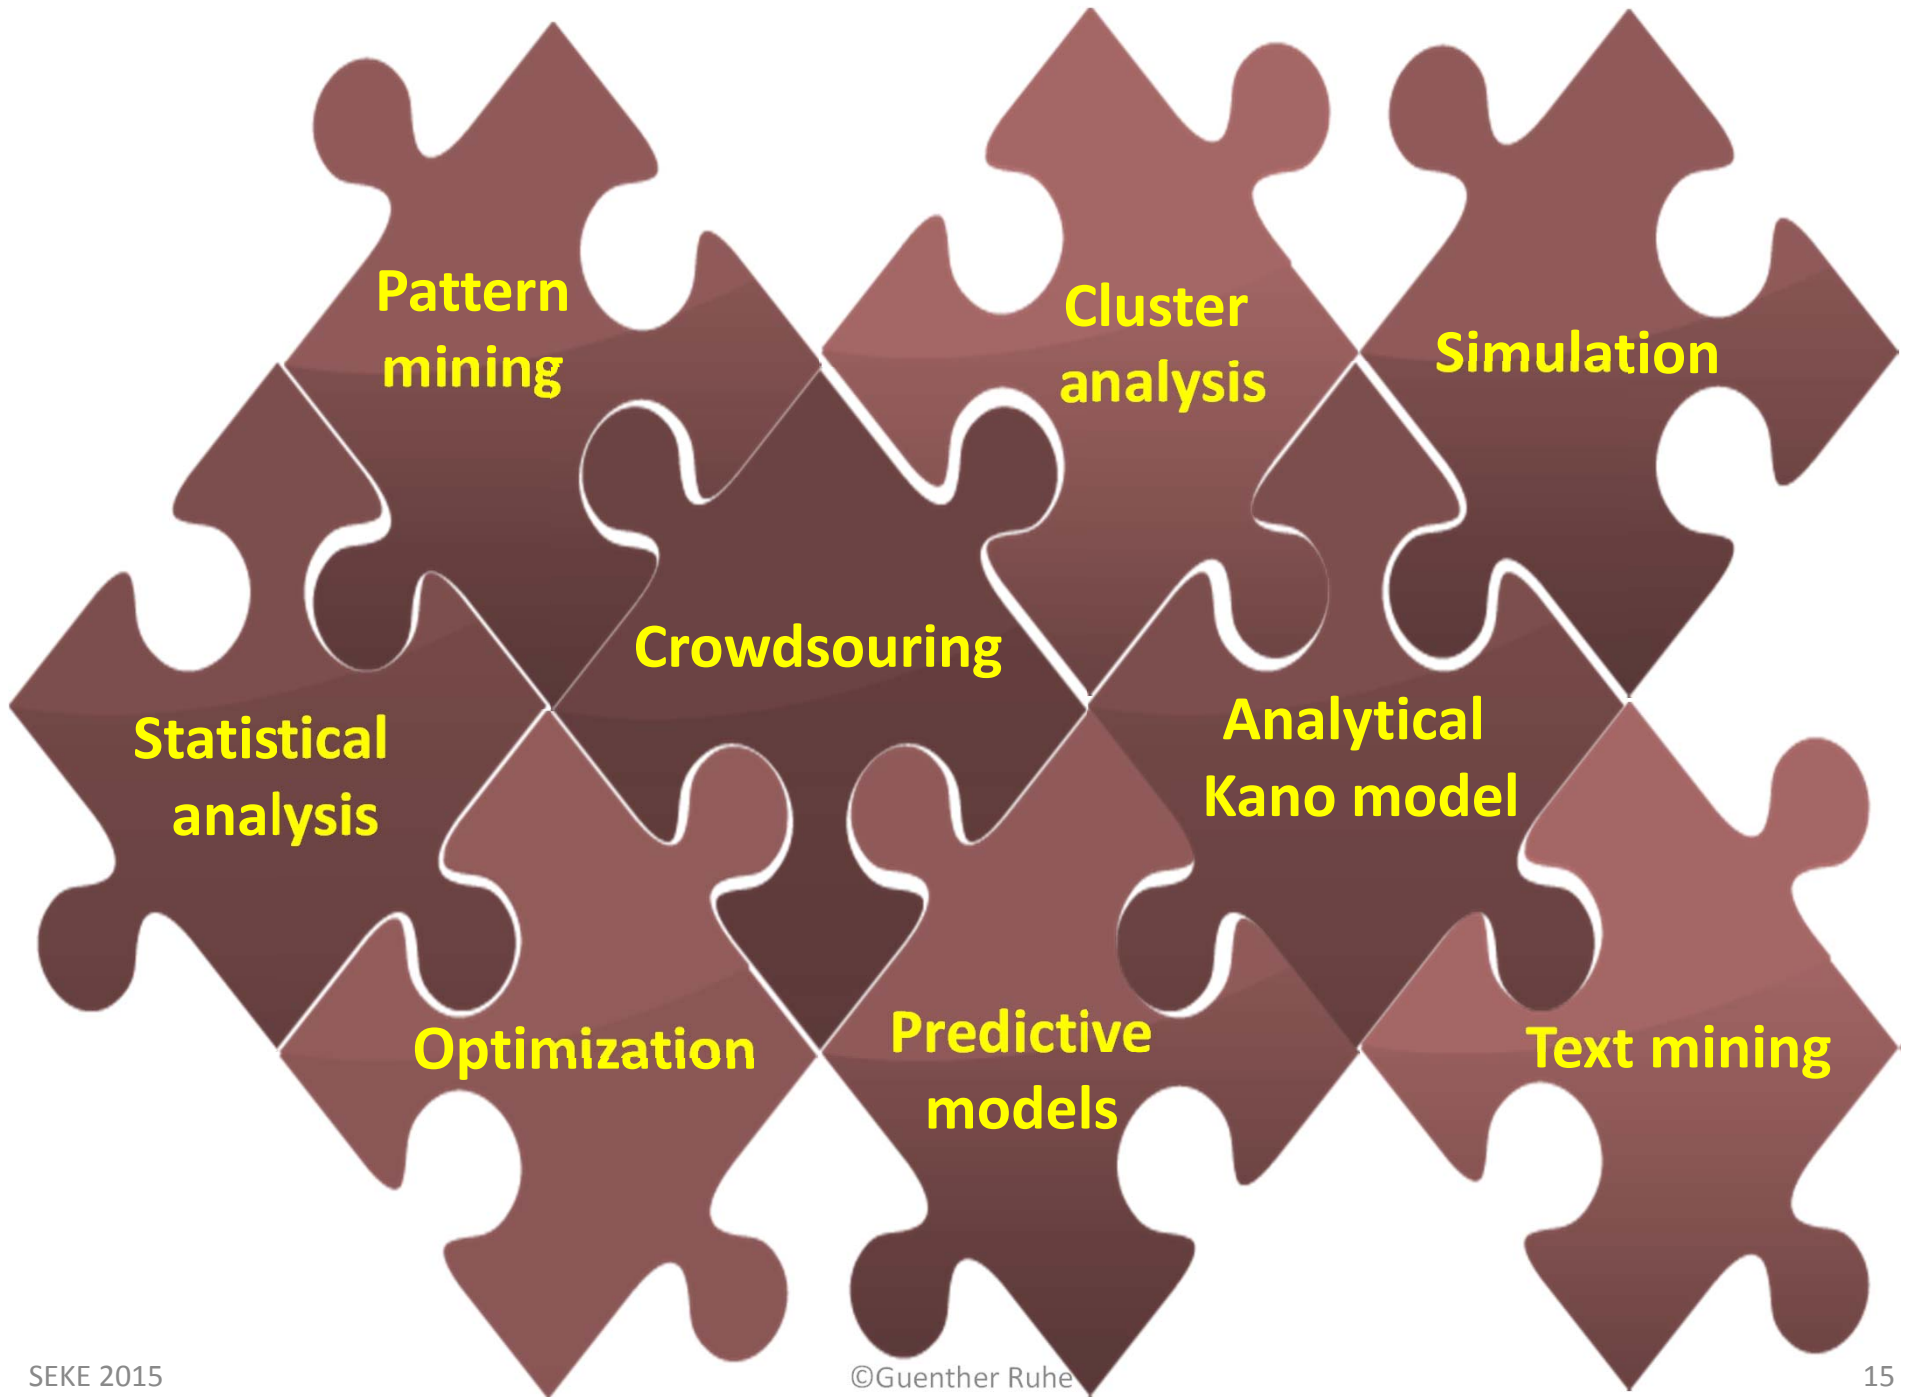 Pattern
mining
Cluster
analysis
Simulation
Crowdsouring
Statistical
analysis
Analytical
Kano model
Optimization
Predictive
models
Text mining
SEKE 2015
©Guenther Ruhe
15